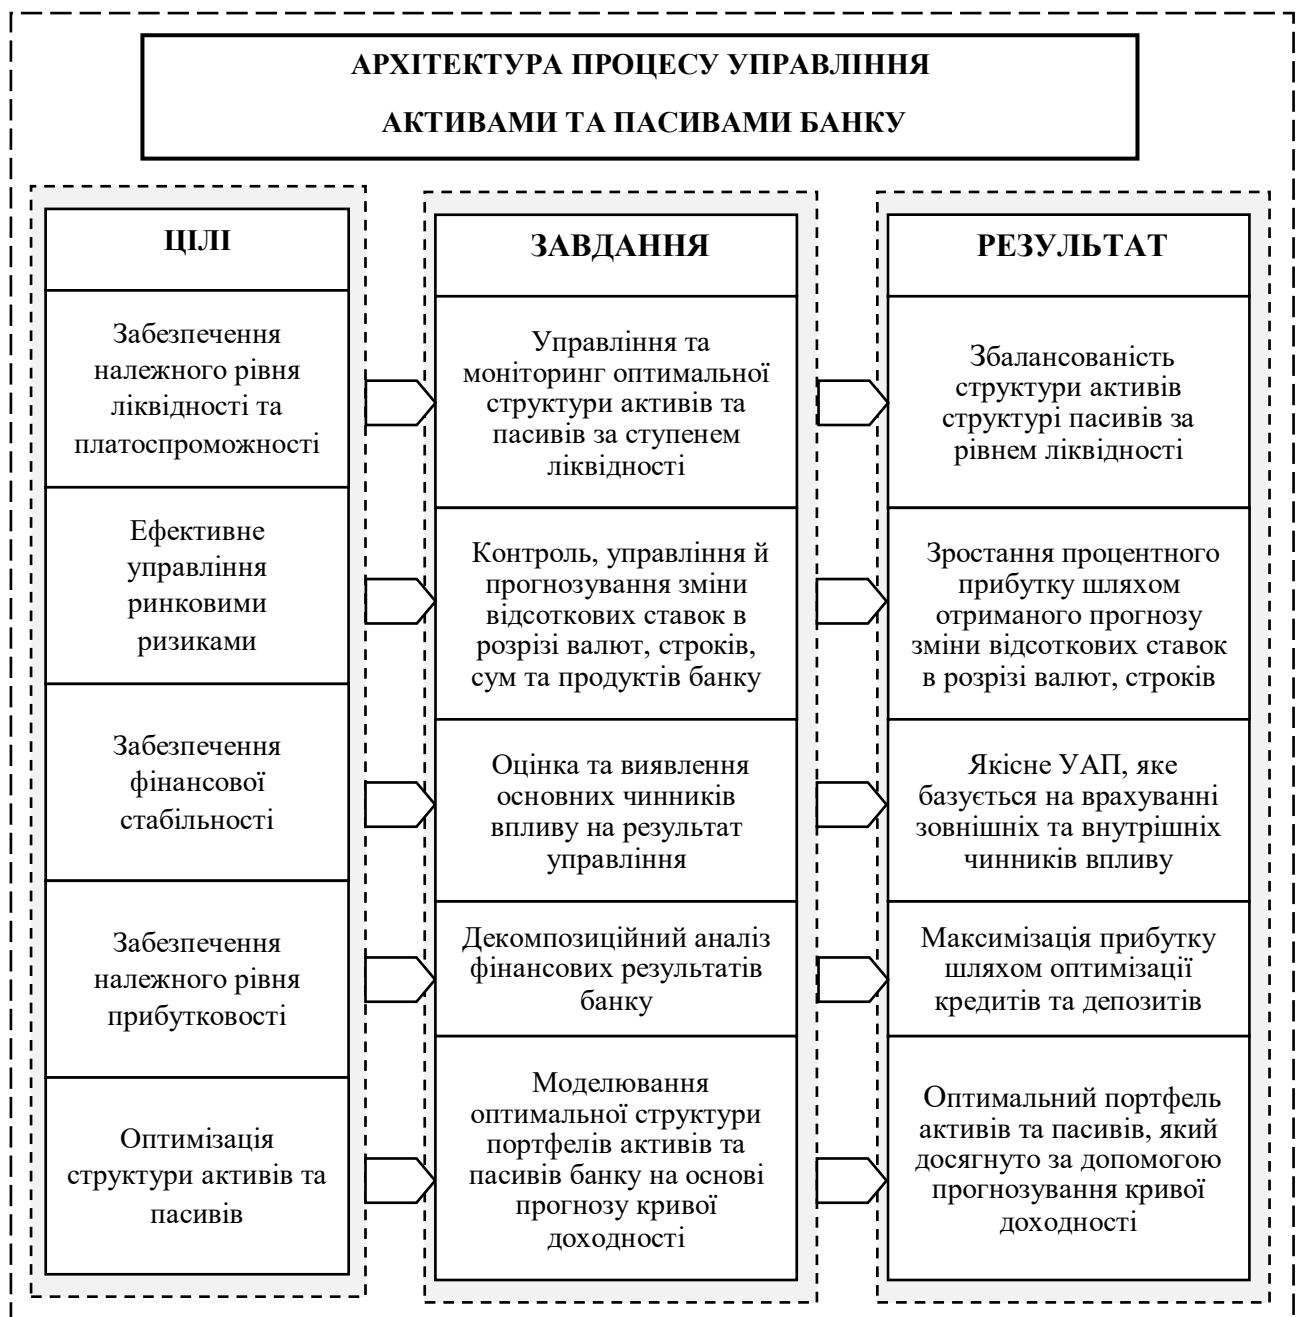 АРХІТЕКТУРА ПРОЦЕСУ УПРАВЛІННЯ
АКТИВАМИ ТА ПАСИВАМИ БАНКУ
ЦІЛІ
Забезпечення
належного рівня
ліквідності та
платоспроможності
Ефективне
управління
ринковими
ризиками
Забезпечення
фінансової
стабільності
Забезпечення
належного рівня
прибутковості
Оптимізація
структури активів та
пасивів
ЗАВДАННЯ
Управління та
моніторинг оптимальної
структури активів та
пасивів за ступенем
ліквідності
Контроль, управління й
прогнозування зміни
відсоткових ставок в
розрізі валют, строків,
сум та продуктів банку
Оцінка та виявлення
основних чинників
впливу на результат
управління
Декомпозиційний аналіз
фінансових результатів
банку
Моделювання
оптимальної структури
портфелів активів та
пасивів банку на основі
прогнозу кривої
доходності
РЕЗУЛЬТАТ
Збалансованість
структури активів
структурі пасивів за
рівнем ліквідності
Зростання процентного
прибутку шляхом
отриманого прогнозу
зміни відсоткових ставок
в розрізі валют, строків
Якісне УАП, яке
базується на врахуванні
зовнішніх та внутрішніх
чинників впливу
Максимізація прибутку
шляхом оптимізації
кредитів та депозитів
Оптимальний портфель
активів та пасивів, який
досягнуто за допомогою
прогнозування кривої
доходності